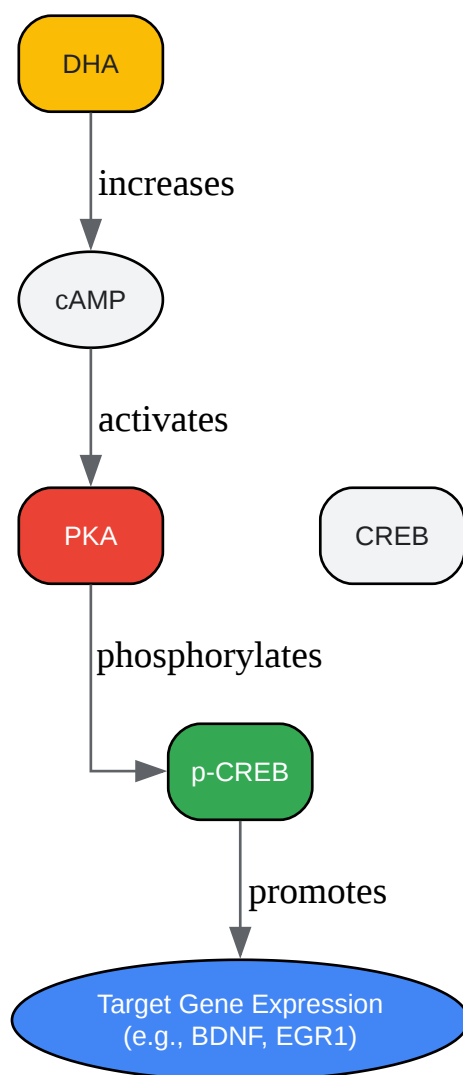 DHA
increases
cAMP
activates
PKA
CREB
phosphorylates
p-CREB
promotes
Target Gene Expression
(e.g., BDNF, EGR1)